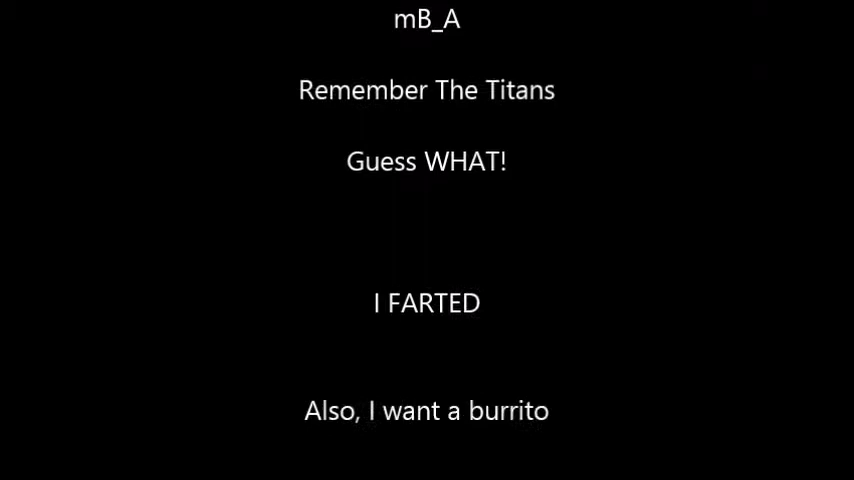 mB_A
Remember The Titans
Guess WHAT!
I FARTED
Also, I want a burrito